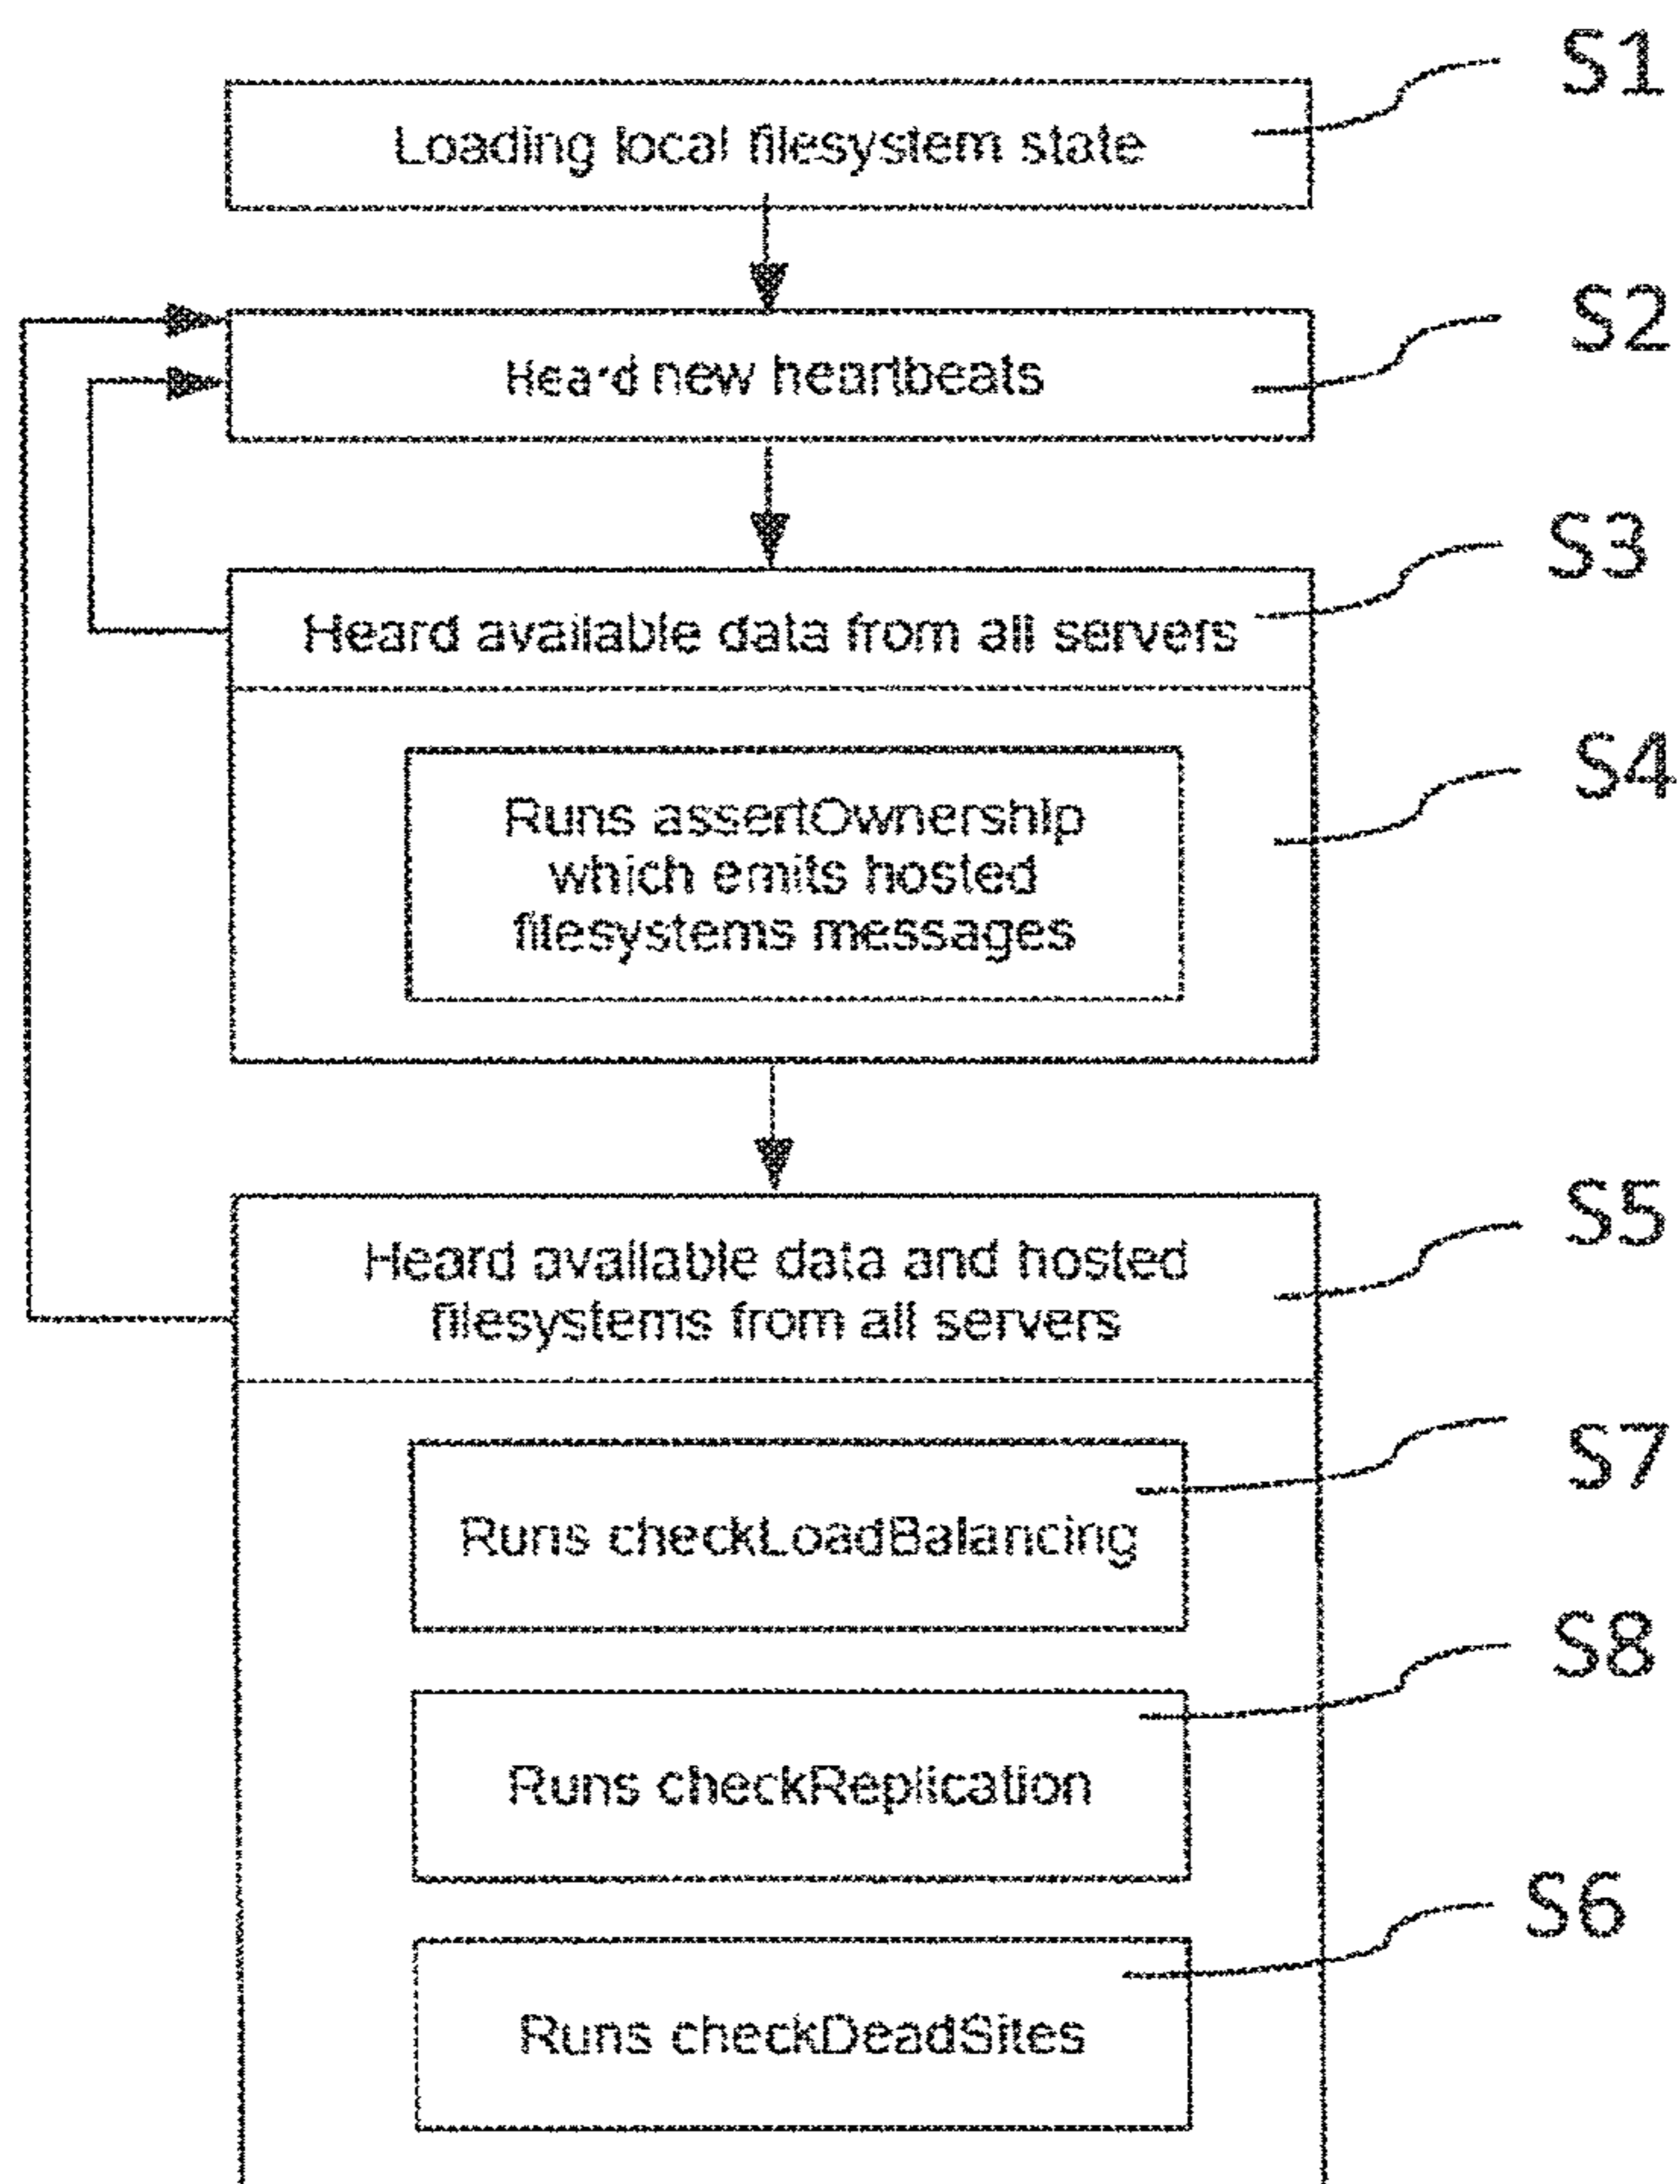 S1
Loading local filesystem state
S2
Heard new heartbeats
S3
Heard available data from all servers
S4
Runs assertOwnership
which emits hosted
filesystems messages
S5
Heard available data and hosted
filesystems from all servers
S7
Runs checkLoadBalancing
S8
Runs checkReplication
S6
Runs checkDeadSites